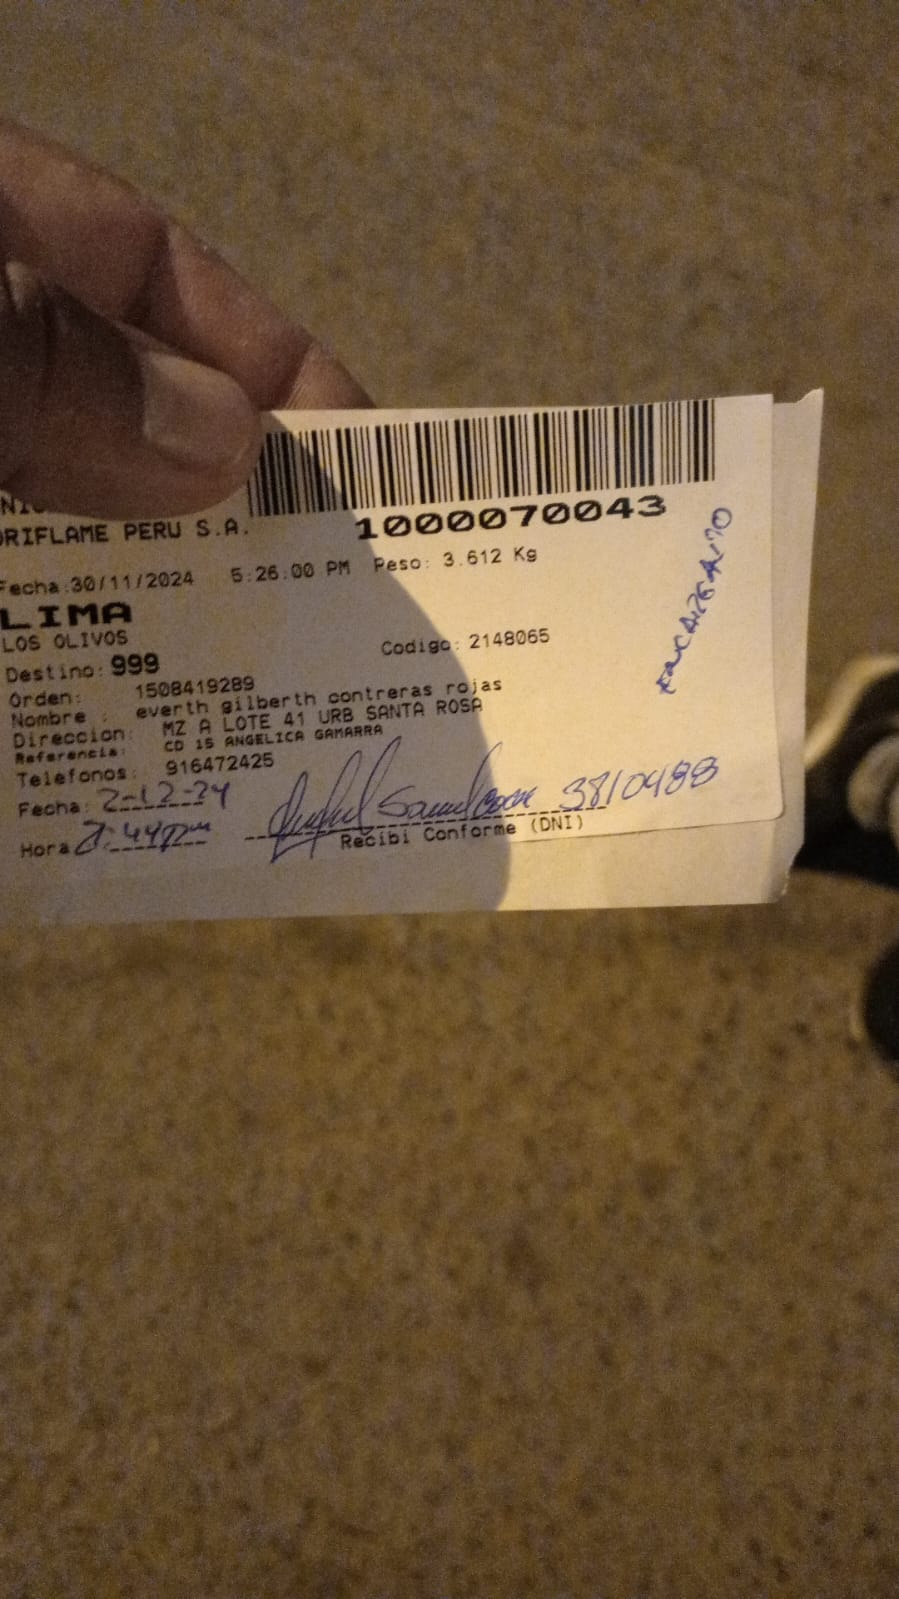 1000070043
ORIFLAME PERU S.A.
Fecha:30/11/2024 5:26:00 PM Peso: 3.612 Kg
LIMA
LOS OLIVOS
Codigo: 2148065
Destino: 999
Orden: 1508419289
Nombre : everth gilberth contreras rojas
Direccion: MZ A LOTE 41 URB SANTA ROSA
Referencia: CD 15 ANGELICA GAMARRA
Telefonos: 916472425
Fecha: 2-12-24
Hora :44pm
3810488
Recibi Conforme (DNI)